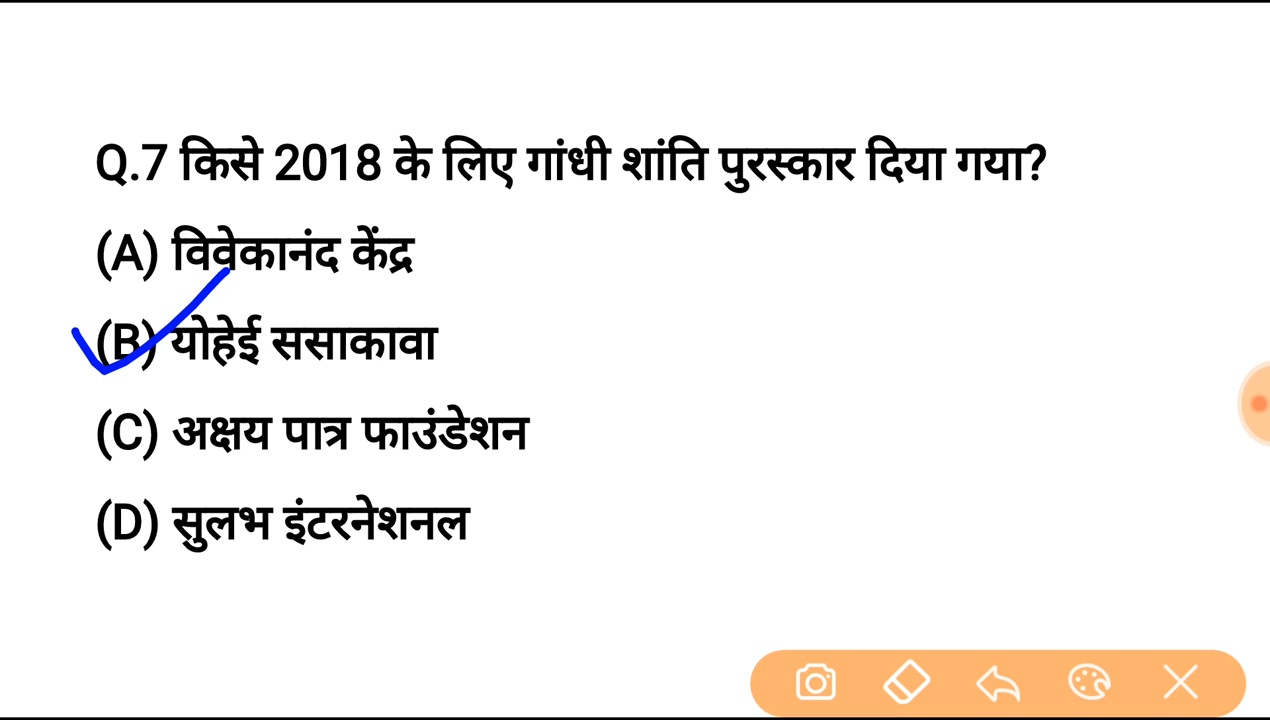 Q.7 किसे 2018 के लिए गांधी शांति पुरस्कार दिया गया?
(A) विवेकानंद केंद्र
(B) योहेई ससाकावा
(C) अक्षय पात्र फाउंडेशन
(D) सुलभ इंटरनेशनल